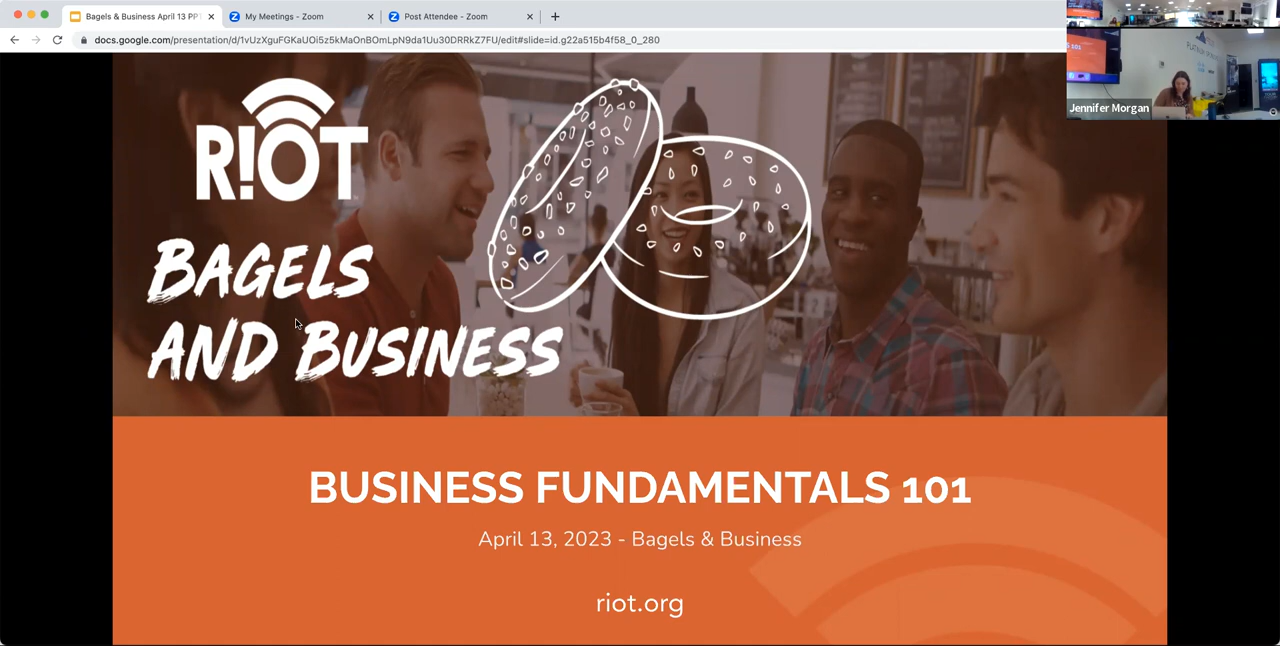 Bagels & Business April 13 PP
My Meetings - Zoom
Post Attendee - Zoom
docs.google.com/presentation/d/1vUzXguFGKaUOi5z5kMaOnBOmLpN9da1Uu30DRRkZ7FU/edit#slide=id.g22a515b4f58_0_280
Jennifer Morgan
R!OT
BAGELS
AND BUSINESS
BUSINESS FUNDAMENTALS 101
April 13, 2023 - Bagels & Business
riot.org